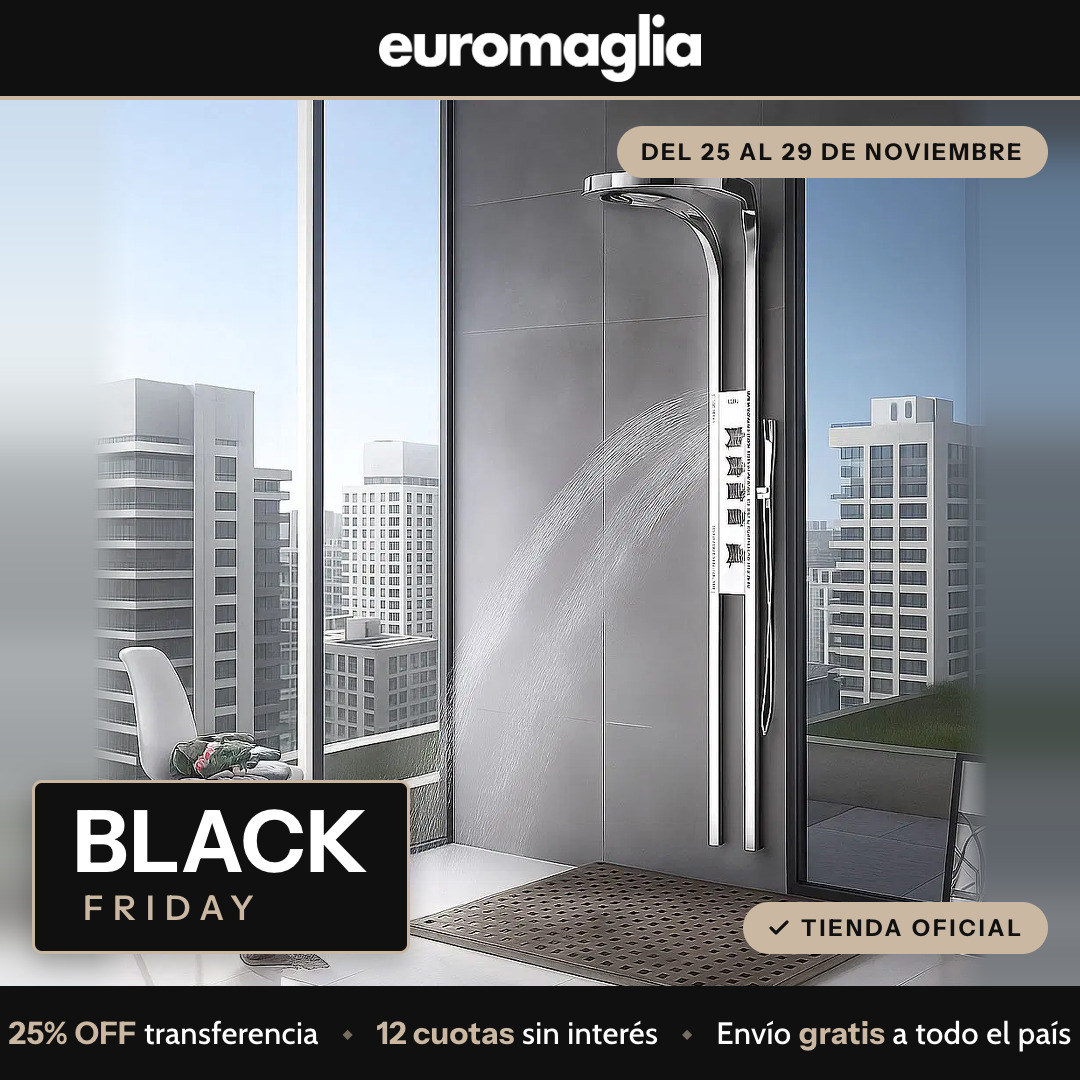 euromaglia
DEL 25 AL 29 DE NOVIEMBRE
BLACK
FRIDAY
✓ TIENDA OFICIAL
25% OFF transferencia ◆ 12 cuotas sin interés ◆ Envío gratis a todo el país